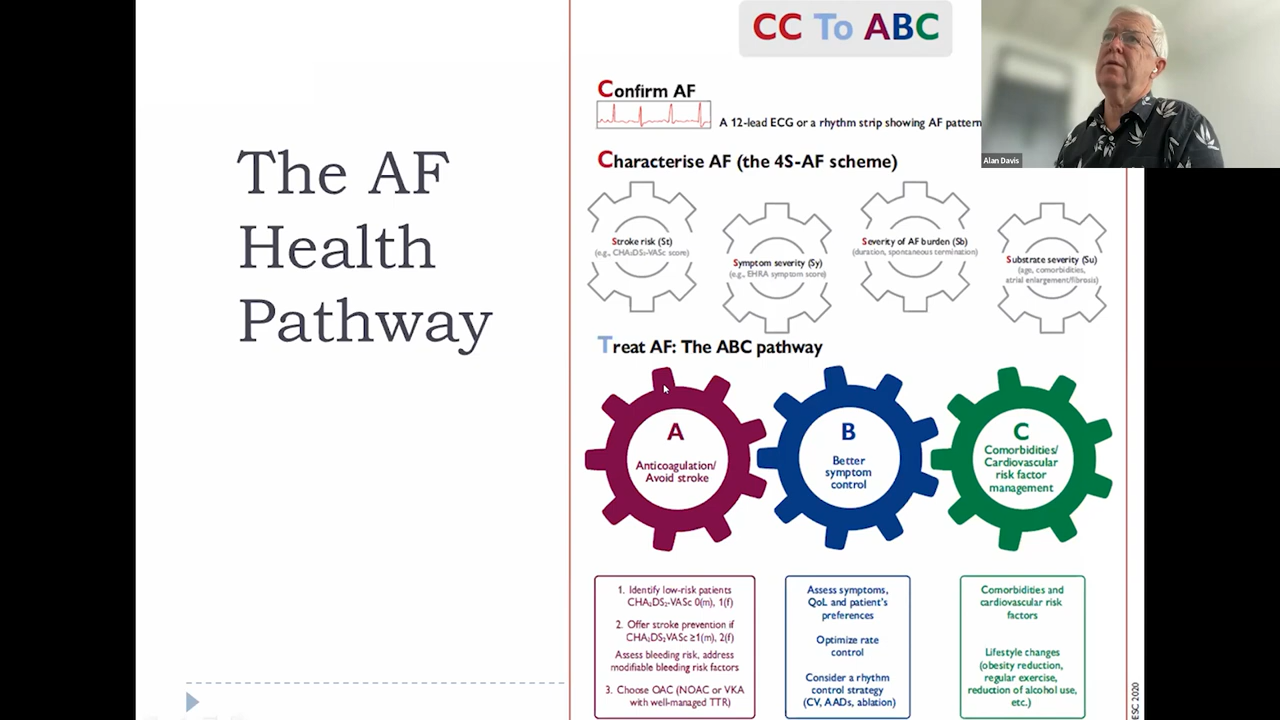 The AF
Health
Pathway
CC To ABC
Confirm AF
A 12-lead ECG or a rhythm strip showing AF pattern
Alan Davis
Characterise AF (the 4S-AF scheme)
Stroke risk (St)
(e.g., CHA₂DS₂-VASc score)
Symptom severity (Sy)
(e.g., EHRA symptom score)
Severity of AF burden (Sb)
(duration, spontaneous termination)
Substrate severity (Su)
(age, comorbidities,
atrial enlargement/fibrosis)
Treat AF: The ABC pathway
A
Anticoagulation/
Avoid stroke
B
Better
symptom
control
C
Comorbidities/
Cardiovascular
risk factor
management
1. Identify low-risk patients
CHA₂DS₂-VASc 0(m), 1(f)
2. Offer stroke prevention if
CHA₂DS₂VASc ≥1(m), 2(f)
Assess bleeding risk, address
modifiable bleeding risk factors
3. Choose OAC (NOAC or VKA
with well-managed TTR)
Assess symptoms,
QoL and patient's
preferences
Optimize rate
control
Consider a rhythm
control strategy
(CV, AADs, ablation)
Comorbidities and
cardiovascular risk
factors
Lifestyle changes
(obesity reduction,
regular exercise,
reduction of alcohol use,
etc.)
ESC 2020